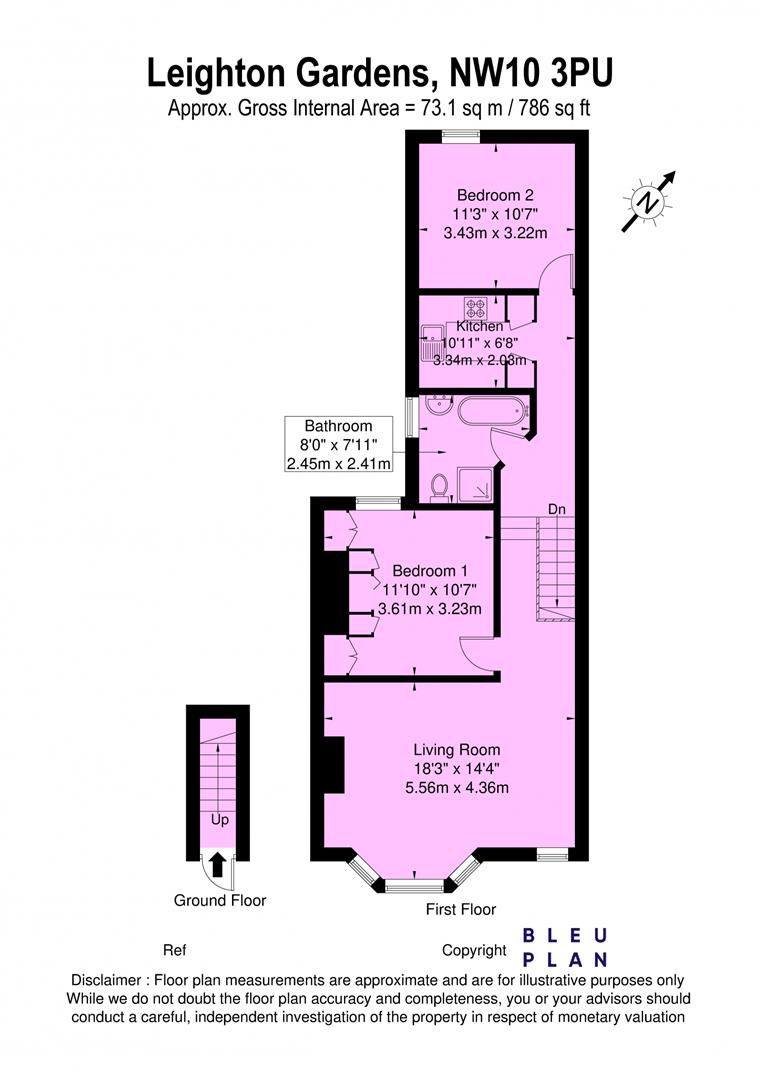 Leighton Gardens, NW10 3PU
Approx. Gross Internal Area = 73.1 sq m / 786 sq ft
Bedroom 2
11'3" x 10'7"
3.43m x 3.22m
N
Kitchen
10'11" x 6'8"
3.34m x 2.03m
Bathroom
8'0" x 7'11"
2.45m x 2.41m
Dn
Bedroom 1
11'10" x 10'7"
3.61m x 3.23m
Living Room
18'3" x 14'4"
5.56m x 4.36m
Up
Ground Floor
First Floor
Ref
Copyright
BLEU
PLAN
Disclaimer : Floor plan measurements are approximate and are for illustrative purposes only
While we do not doubt the floor plan accuracy and completeness, you or your advisors should
conduct a careful, independent investigation of the property in respect of monetary valuation